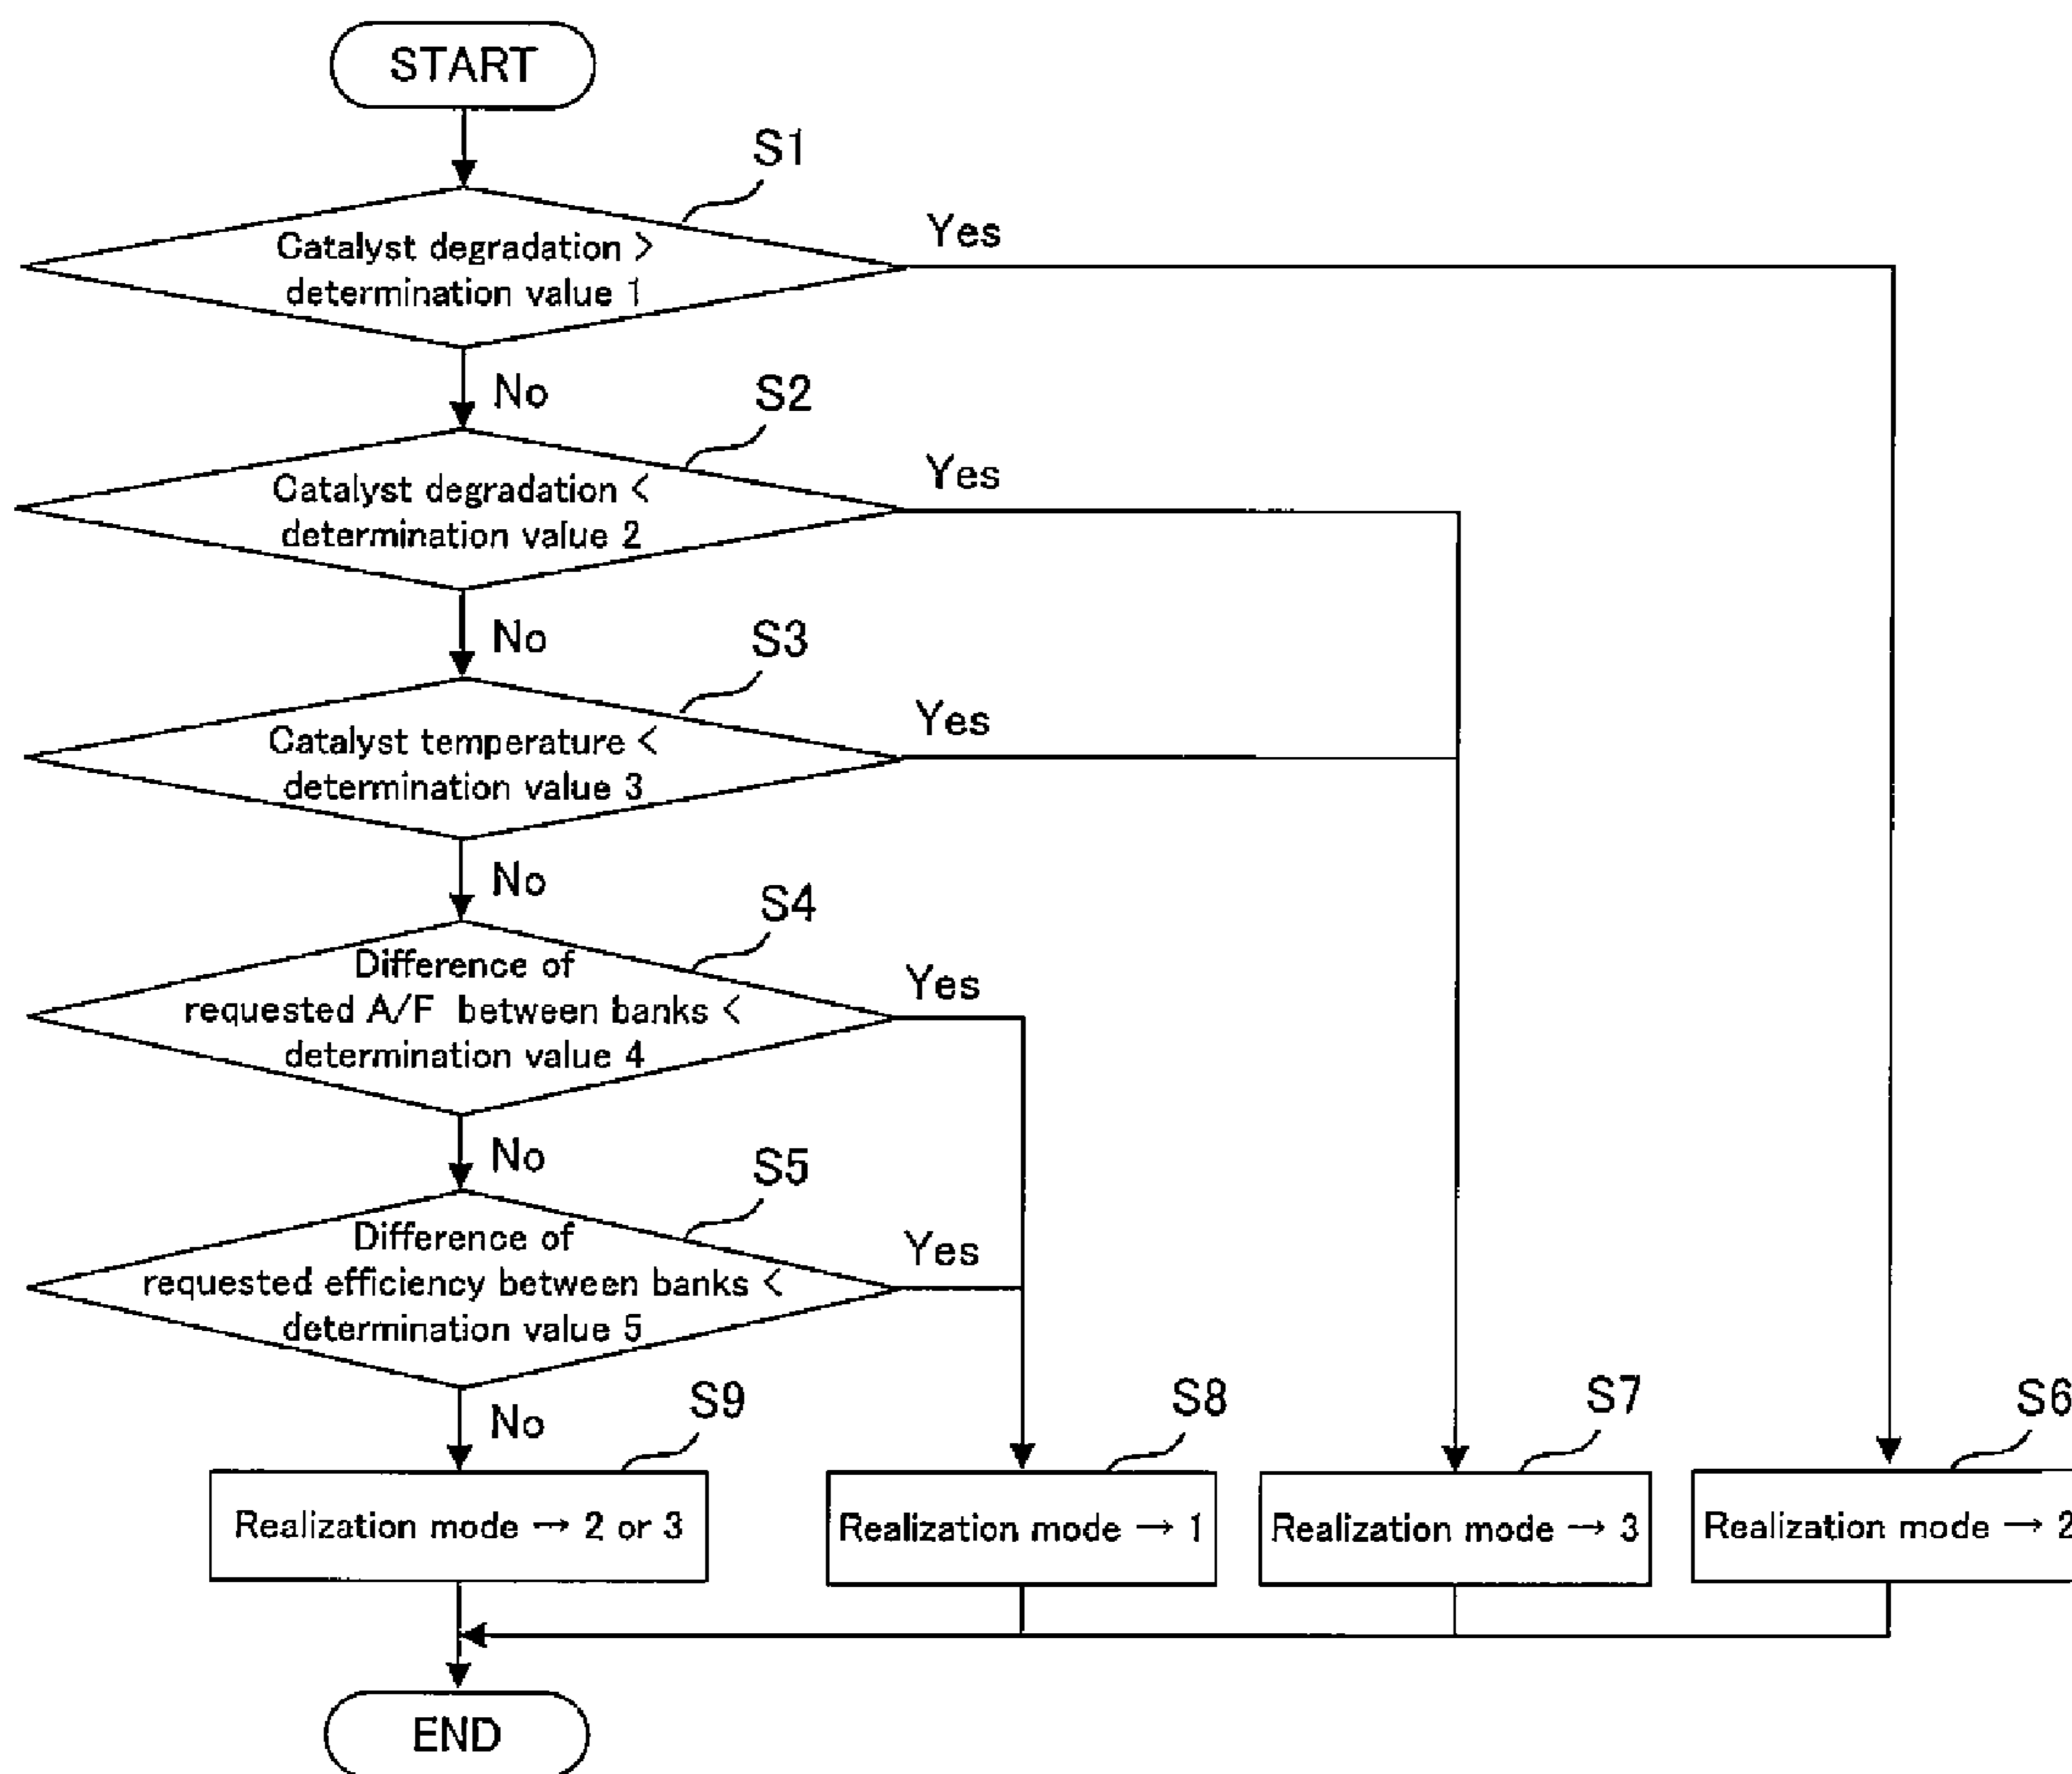 START
S1
Catalyst degradation >
determination value 1
Yes
No
S2
Catalyst degradation <
determination value 2
Yes
No
S3
Catalyst temperature <
determination value 3
Yes
No
S4
Difference of
requested A/F between banks <
determination value 4
Yes
No
S5
Difference of
requested efficiency between banks <
determination value 5
Yes
No
S9
Realization mode → 2 or 3
S8
Realization mode → 1
S7
Realization mode → 3
S6
Realization mode → 2
END